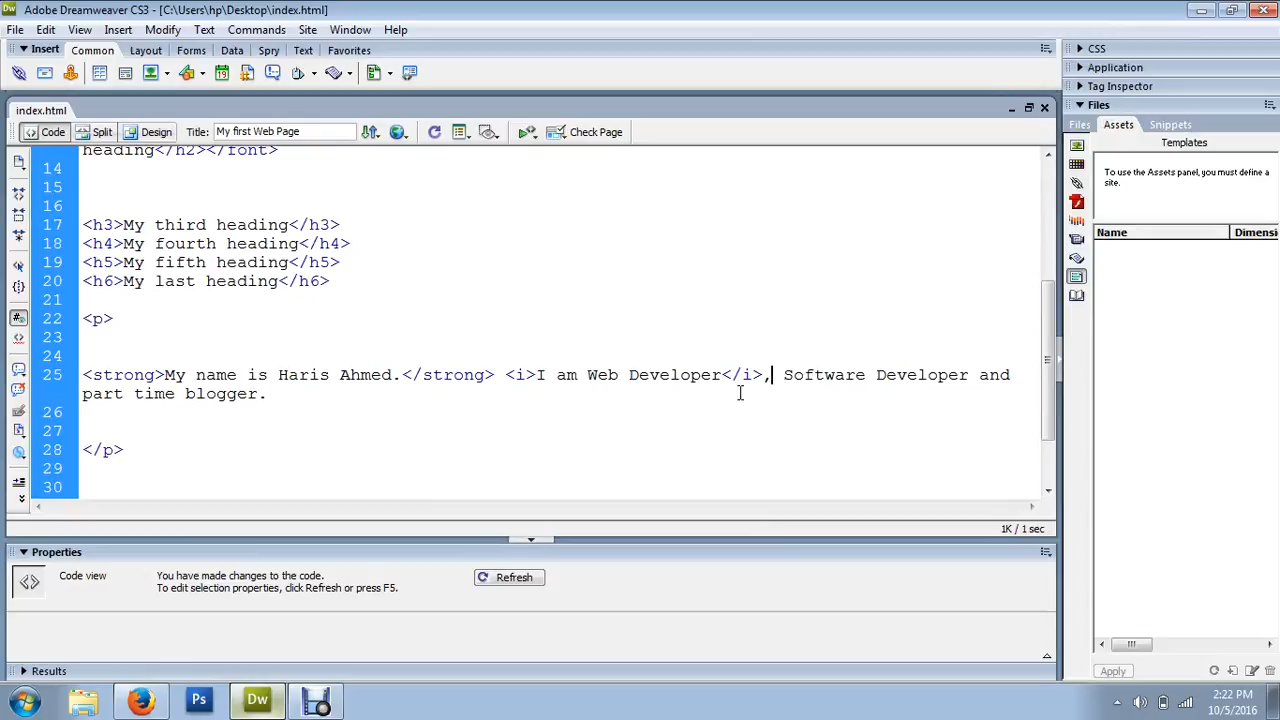 Adobe Dreamweaver CS3 - [C:\Users\hp\Desktop\index.html]
File Edit View Insert Modify Text Commands Site Window Help
Insert Common Layout Forms Data Spry Text Favorites
index.html
Code Split Design Title: My first Web Page Check Page
heading</h2></font>
14
15
16
17 <h3>My third heading</h3>
18 <h4>My fourth heading</h4>
19 <h5>My fifth heading</h5>
20 <h6>My last heading</h6>
21
22 <p>
23
24
25 <strong>My name is Haris Ahmed.</strong> <i>I am Web Developer</i>, Software Developer and
part time blogger.
26
27
28 </p>
29
30
1K / 1 sec
Properties
Code view You have made changes to the code. Refresh
To edit selection properties, click Refresh or press F5.
Results
CSS
Application
Tag Inspector
Files
Files Assets Snippets
Templates
To use the Assets panel, you must define a
site.
Name Dimensi
Apply
Ps Dw
2:22 PM
10/5/2016